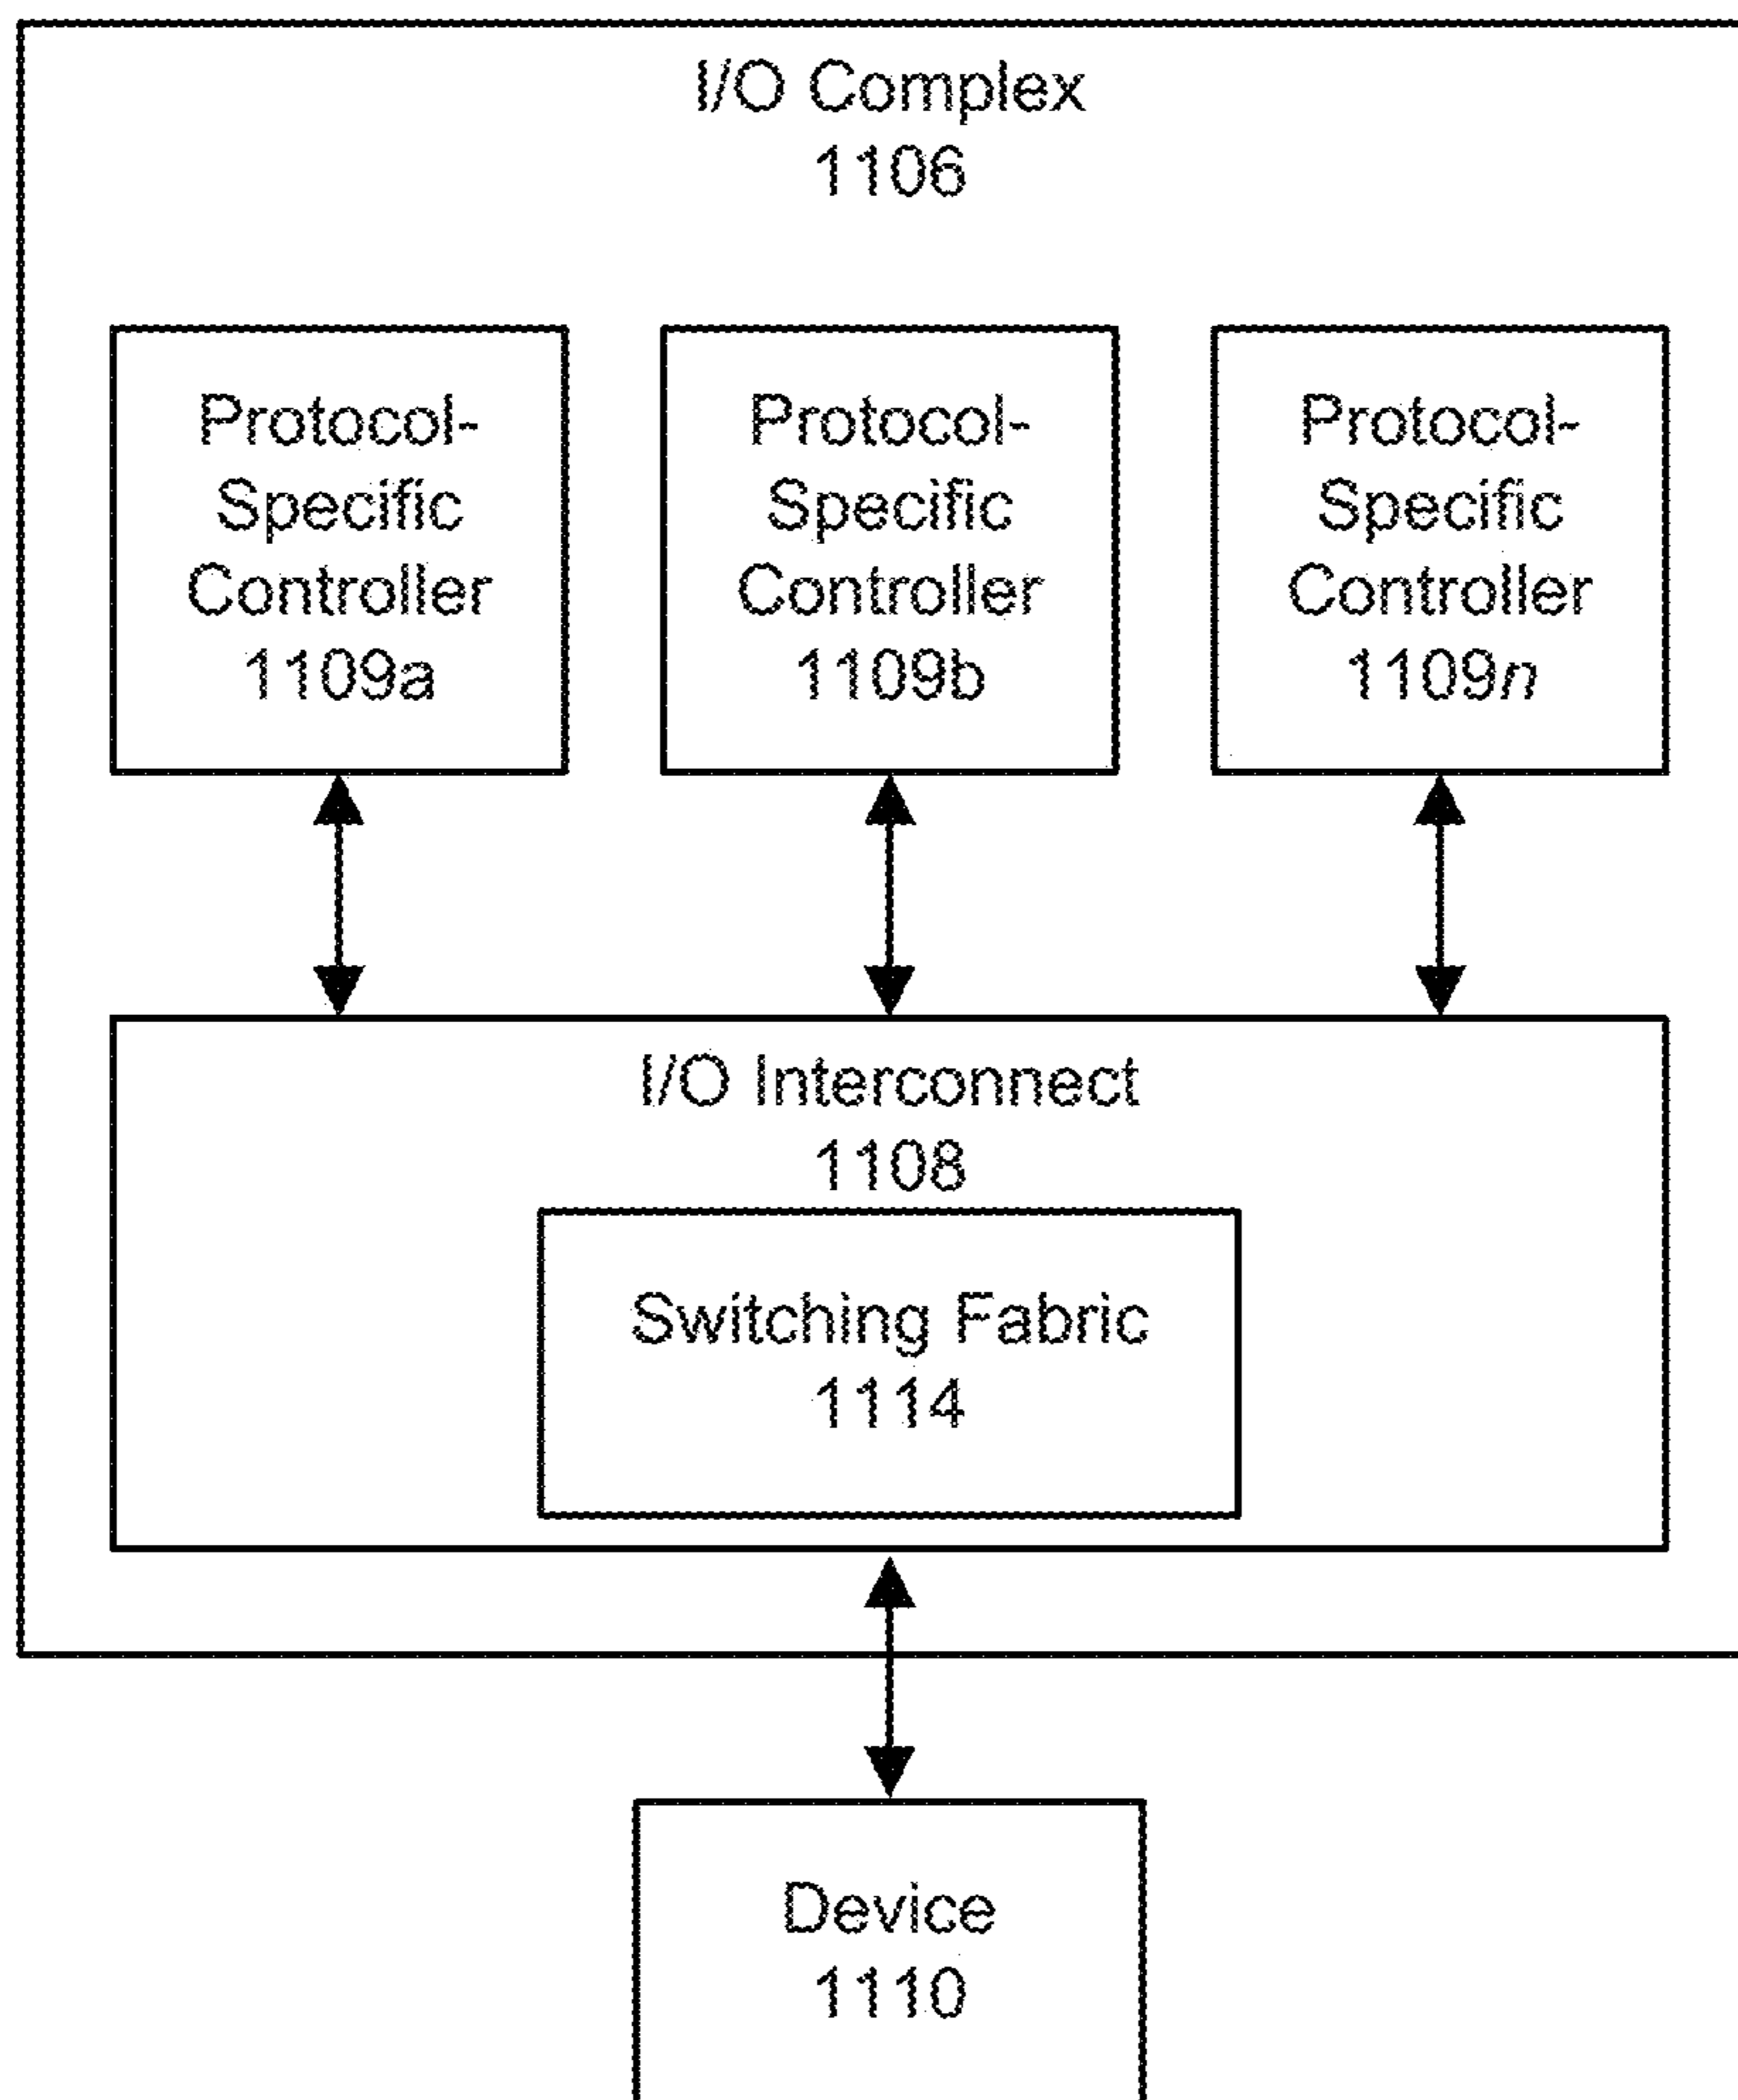 I/O Complex
1106
Protocol-
Specific
Controller
1109a
Protocol-
Specific
Controller
1109b
Protocol-
Specific
Controller
1109n
I/O Interconnect
1108
Switching Fabric
1114
Device
1110